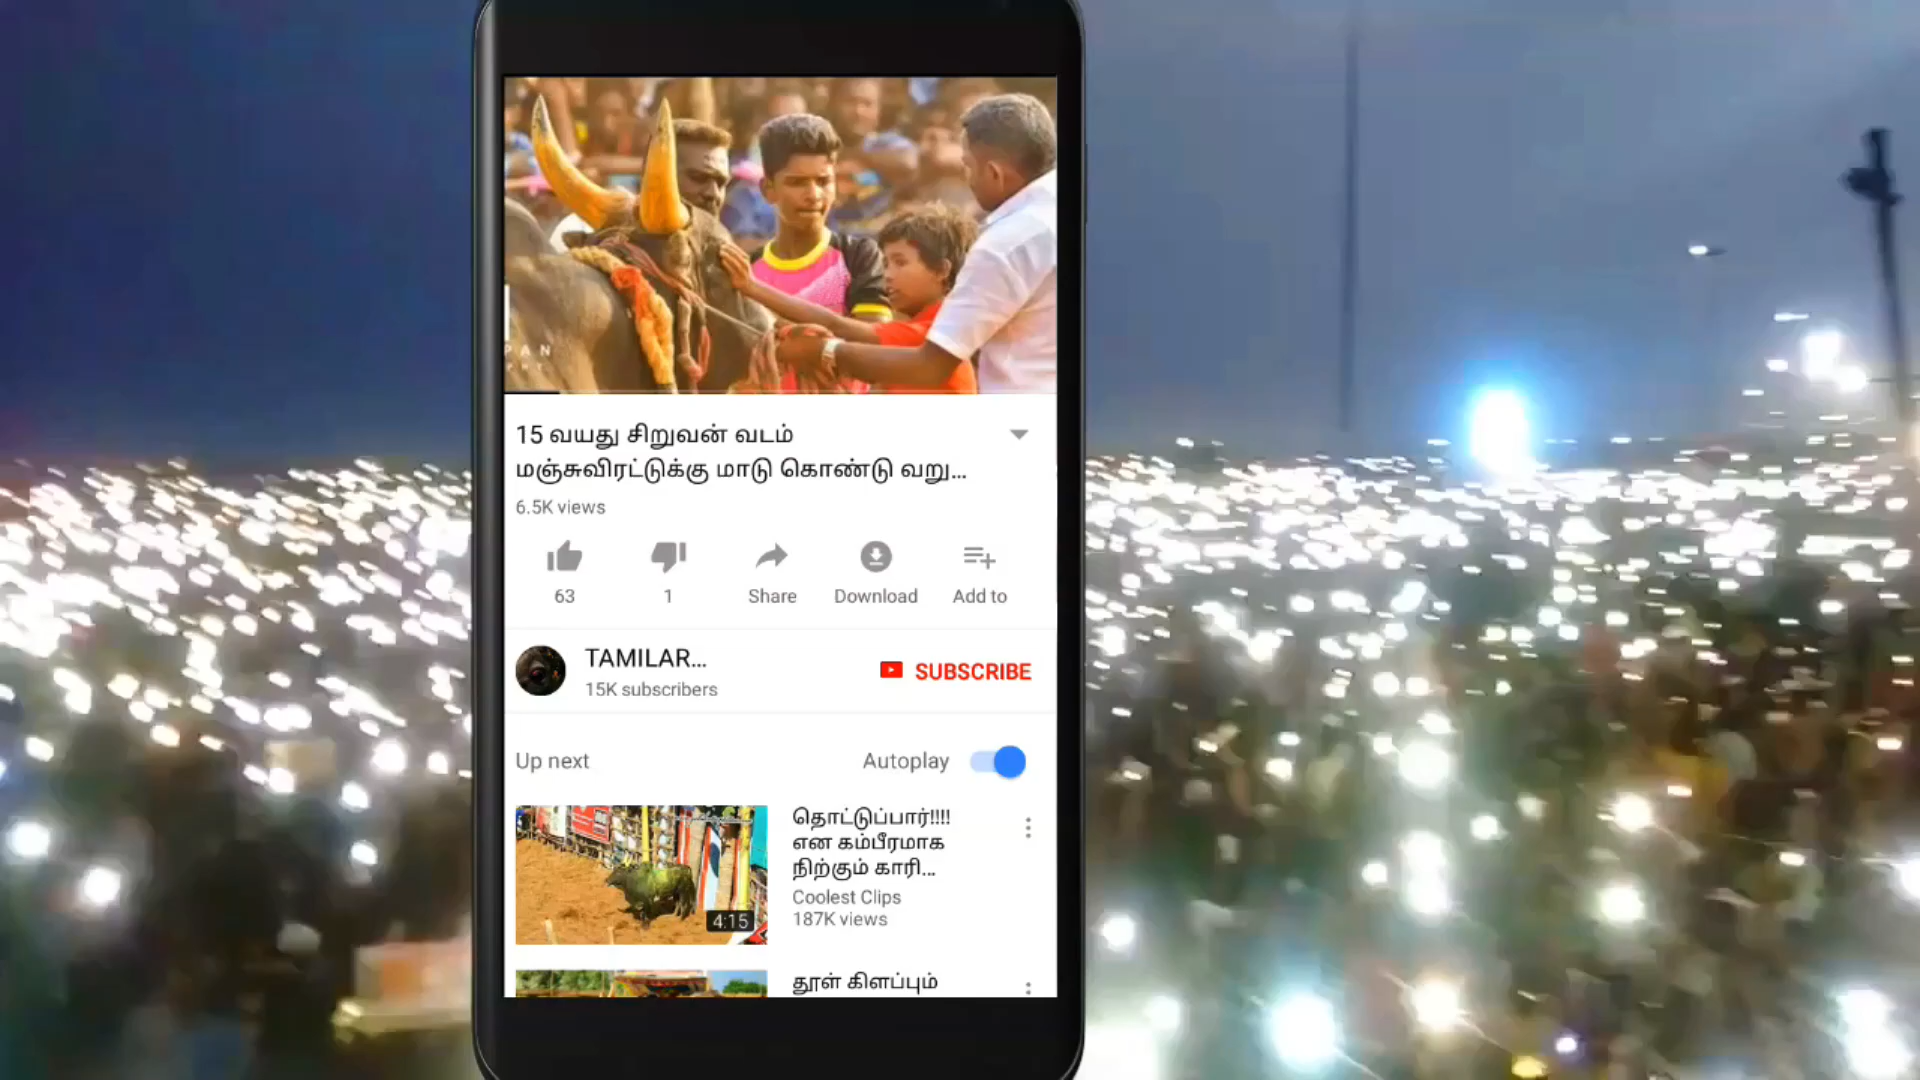 PAN
15 வயது சிறுவன் வடம்
மஞ்சுவிரட்டுக்கு மாடு கொண்டு வறு...
6.5K views
63
1
Share
Download
Add to
TAMILAR...
15K subscribers
SUBSCRIBE
Up next
Autoplay
தொட்டுப்பார்!!!!
என கம்பீரமாக
நிற்கும் காரி...
Coolest Clips
187K views
4:15
தூள் கிளப்பும்